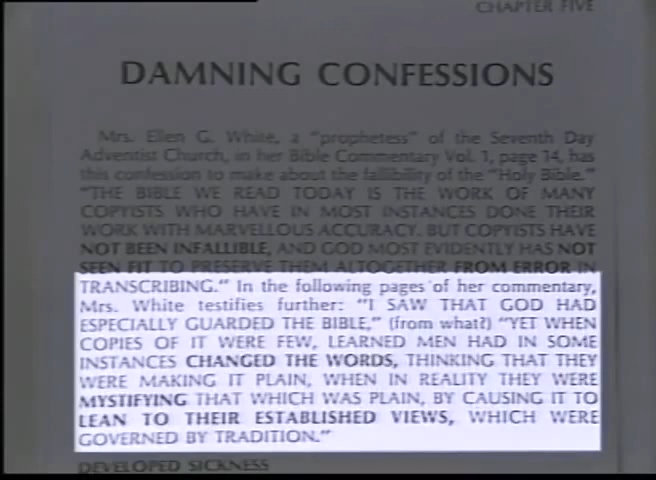 CHAPTER FIVE
DAMNING CONFESSIONS
Mrs. Ellen G. White, a "prophetess" of the Seventh Day
Adventist Church, in her Bible Commentary Vol. 1, page 14, has
this confession to make about the fallibility of the "Holy Bible."
"THE BIBLE WE READ TODAY IS THE WORK OF MANY
COPYISTS WHO HAVE IN MOST INSTANCES DONE THEIR
WORK WITH MARVELLOUS ACCURACY. BUT COPYISTS HAVE
NOT BEEN INFALLIBLE, AND GOD MOST EVIDENTLY HAS NOT
SEEN FIT TO PRESERVE THEM ALTOGETHER FROM ERROR IN
TRANSCRIBING." In the following pages of her commentary,
Mrs. White testifies further: "I SAW THAT GOD HAD
ESPECIALLY GUARDED THE BIBLE," (from what?) "YET WHEN
COPIES OF IT WERE FEW, LEARNED MEN HAD IN SOME
INSTANCES CHANGED THE WORDS, THINKING THAT THEY
WERE MAKING IT PLAIN, WHEN IN REALITY THEY WERE
MYSTIFYING THAT WHICH WAS PLAIN, BY CAUSING IT TO
LEAN TO THEIR ESTABLISHED VIEWS, WHICH WERE
GOVERNED BY TRADITION."
DEVELOPED SICKNESS